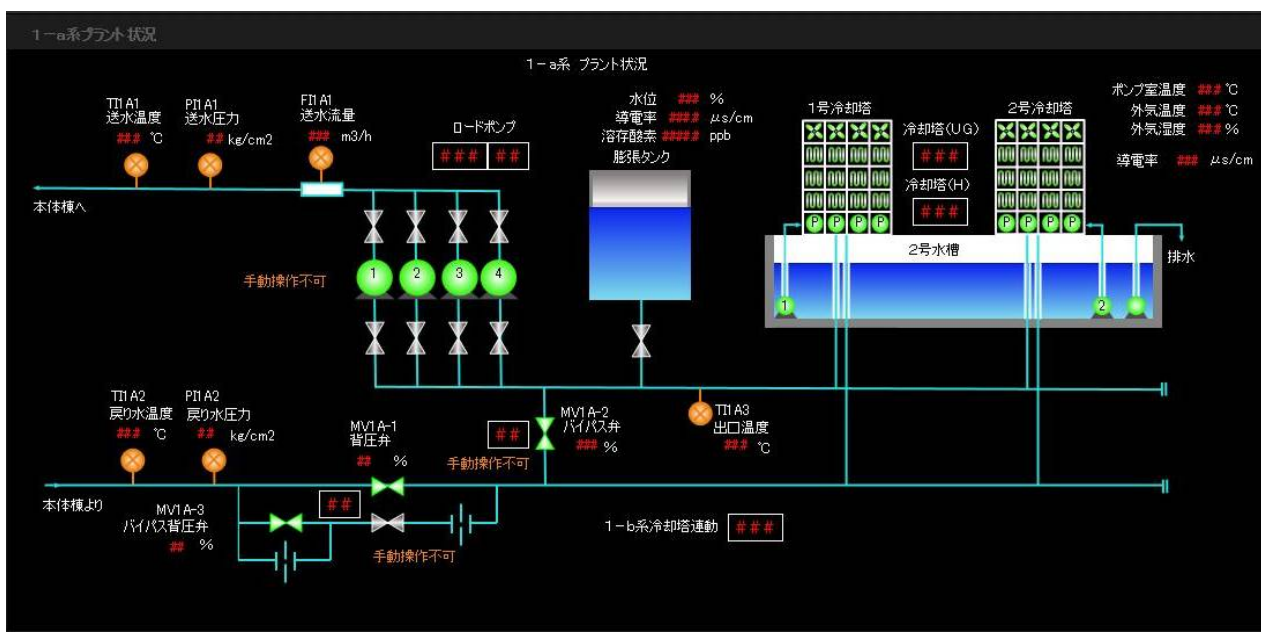 1-a系プラント状況
1-a系 プラント状況
TI1A1
送水温度
### ℃
PI1A1
送水圧力
## kg/cm2
FI1A1
送水流量
### m3/h
ロードポンプ
### ##
水位 ### %
導電率 #### μs/cm
溶存酸素 ##### ppb
膨張タンク
1号冷却塔
冷却塔(UG)
###
冷却塔(H)
###
2号冷却塔
ポンプ室温度 ### ℃
外気温度 ### ℃
外気湿度 ### %
導電率 ### μs/cm
P P P P
P P P P
本体棟へ
2号水槽
排水
手動操作不可
1 2 3 4
1
2
TI1A2
戻り水温度
### ℃
PI1A2
戻り水圧力
## kg/cm2
MV1A-1
背圧弁
## %
##
手動操作不可
MV1A-2
バイパス弁
### %
TI1A3
出口温度
### ℃
本体棟より
MV1A-3
バイパス背圧弁
## %
##
手動操作不可
1-b系冷却塔連動 ###